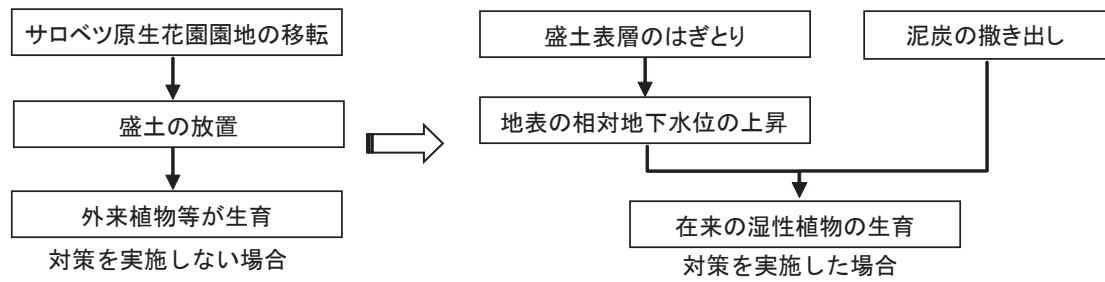 サロベツ原生花園園地の移転
盛土の放置
外来植物等が生育
対策を実施しない場合
盛土表層のはぎとり
泥炭の撒き出し
地表の相対地下水位の上昇
在来の湿性植物の生育
対策を実施した場合